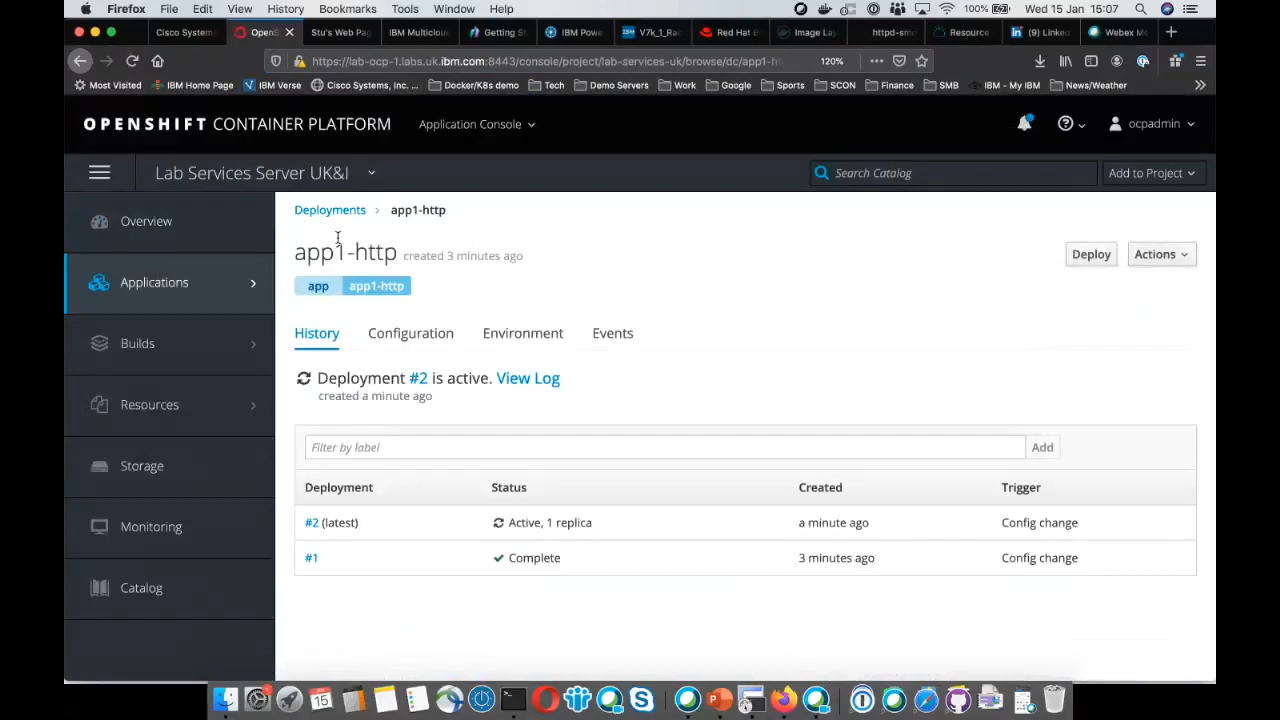 Firefox File Edit View History Bookmarks Tools Window Help 100% Wed 15 Jan 15:07
Cisco System OpenS Stu's Web Pag IBM Multiclou Getting St IBM Powe V7k_1_Rac Red Hat E Image Lay httpd-sm Resource (9) Linked Webex Me
https://lab-ocp-1.labs.uk.ibm.com:8443/console/project/lab-services-uk/browse/dc/app1-h 120%
Most Visited IBM Home Page IBM Verse Cisco Systems, Inc. ... Docker/K8s demo Tech Demo Servers Work Google Sports SCON Finance SMB IBM - My IBM News/Weather
OPENSHIFT CONTAINER PLATFORM Application Console ocpadmin
Lab Services Server UK&I Search Catalog Add to Project
Overview
Applications
Builds
Resources
Storage
Monitoring
Catalog
Deployments > app1-http
app1-http created 3 minutes ago
Deploy Actions
app app1-http
History Configuration Environment Events
Deployment #2 is active. View Log
created a minute ago
Filter by label Add
Deployment Status Created Trigger
#2 (latest) Active, 1 replica a minute ago Config change
#1 Complete 3 minutes ago Config change
15